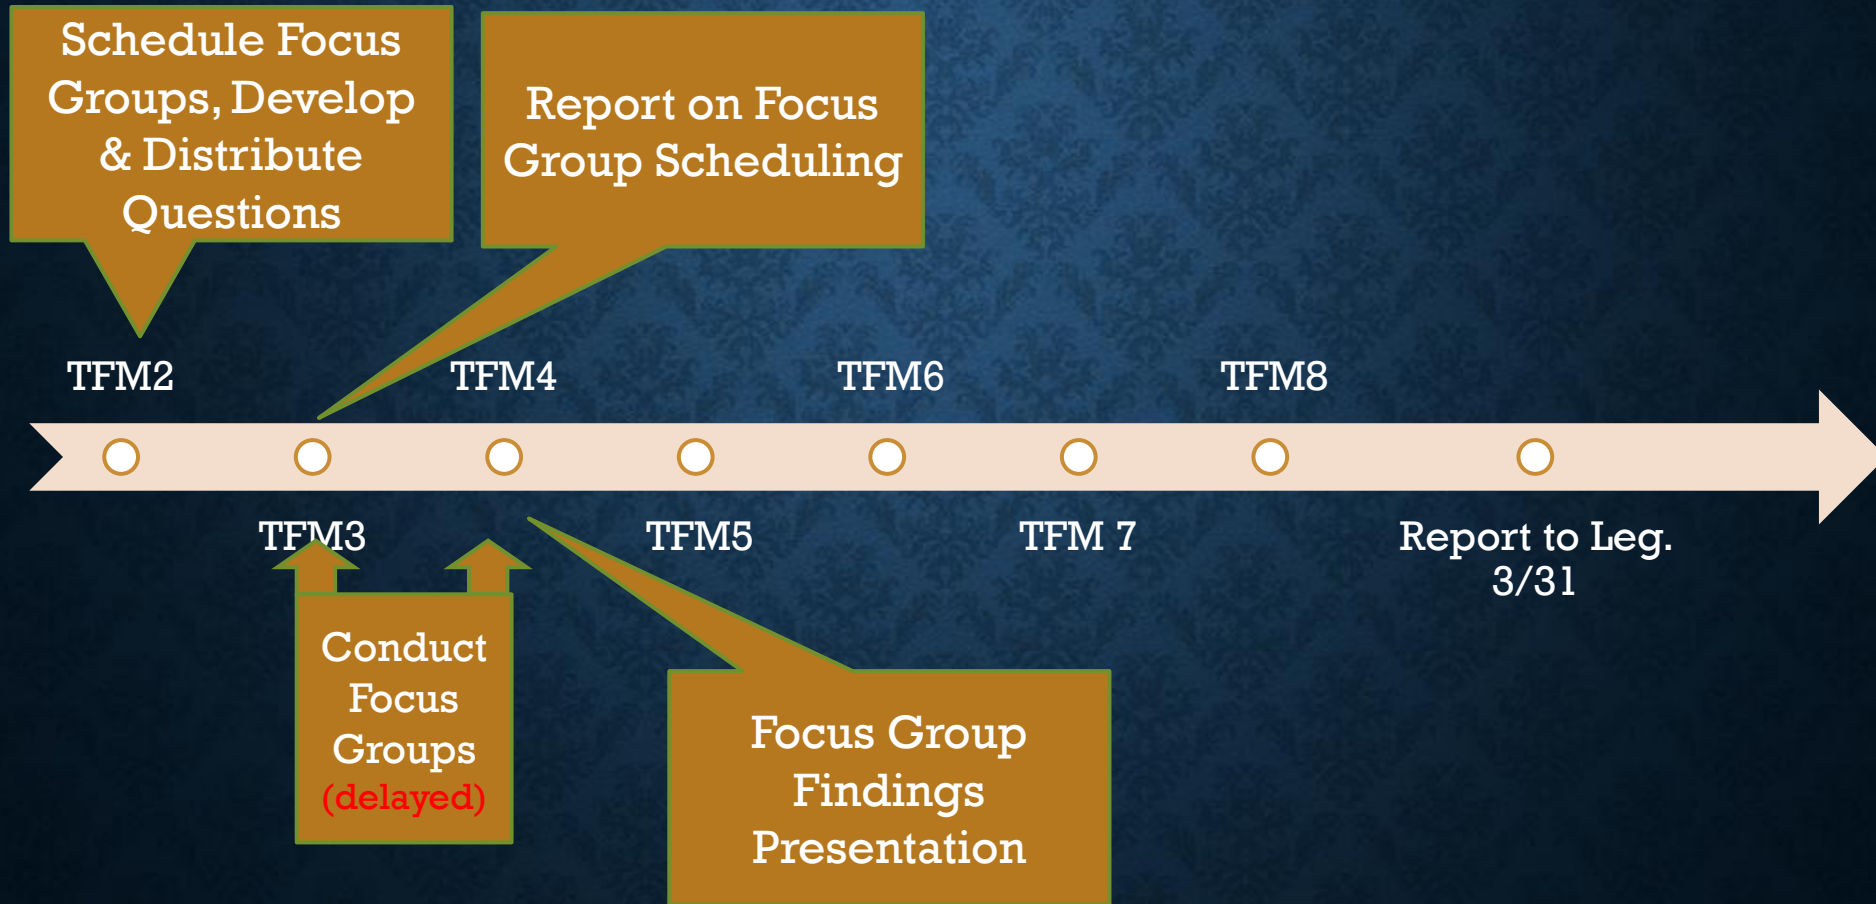 Schedule Focus
Groups, Develop
& Distribute
Questions
Report on Focus
Group Scheduling
TFM2
TFM4
TFM6
TFM8
TFM3
TFM5
TFM 7
Report to Leg.
3/31
Conduct
Focus
Groups
(delayed)
Focus Group
Findings
Presentation